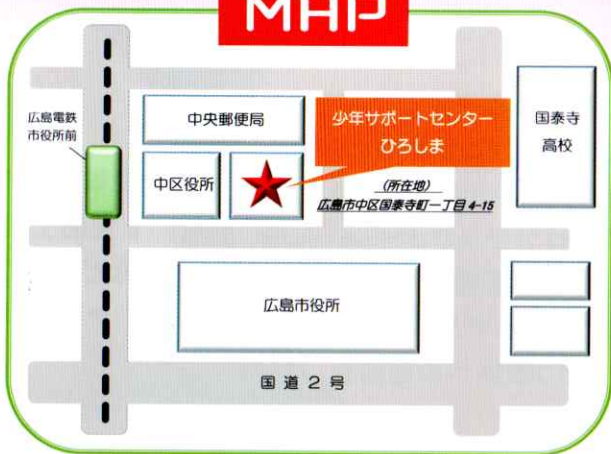 MAP
広島電鉄
市役所前
中央郵便局
少年サポートセンター
ひろしま
国泰寺
高校
中区役所
(所在地)
広島市中区国泰寺町一丁目4-15
広島市役所
国道2号